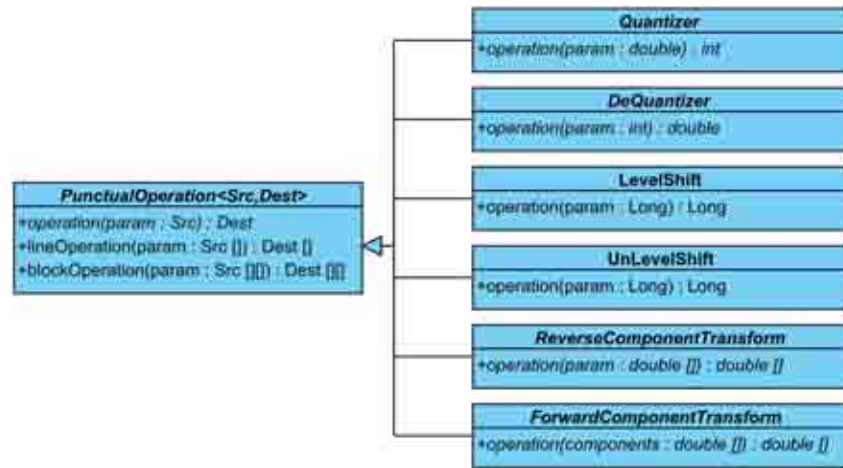 Quantizer
+operation(param : double) : int
DeQuantizer
+operation(param : int) : double
LevelShift
+operation(param : Long) : Long
UnLevelShift
+operation(param : Long) : Long
ReverseComponentTransform
+operation(param : double []) : double []
ForwardComponentTransform
+operation(components : double []) : double []
PunctualOperation<Src,Dest>
+operation(param : Src) : Dest
+lineOperation(param : Src []) : Dest []
+blockOperation(param : Src [][]) : Dest [][]